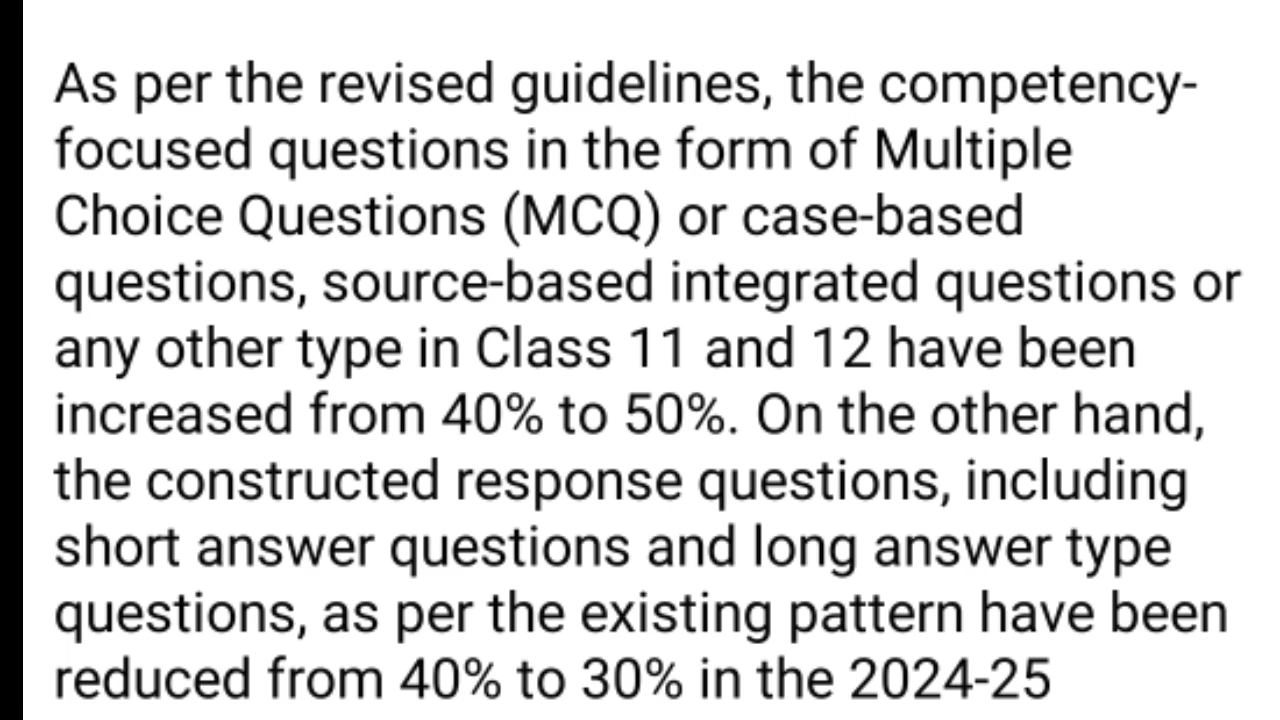 As per the revised guidelines, the competency-
focused questions in the form of Multiple
Choice Questions (MCQ) or case-based
questions, source-based integrated questions or
any other type in Class 11 and 12 have been
increased from 40% to 50%. On the other hand,
the constructed response questions, including
short answer questions and long answer type
questions, as per the existing pattern have been
reduced from 40% to 30% in the 2024-25